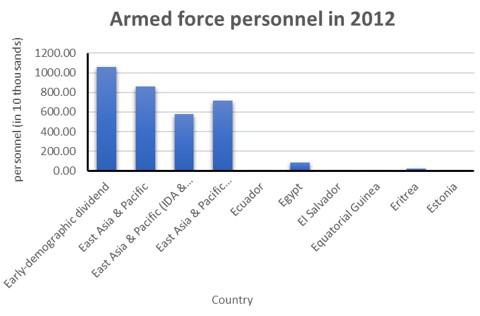 Armed force personnel in 2012
personnel (in 10 thousands)
1200.00
1000.00
800.00
600.00
400.00
200.00
0.00
Early-demographic dividend
East Asia & Pacific
East Asia & Pacific (IDA &...
East Asia & Pacific...
Ecuador
Egypt
El Salvador
Equatorial Guinea
Eritrea
Estonia
Country